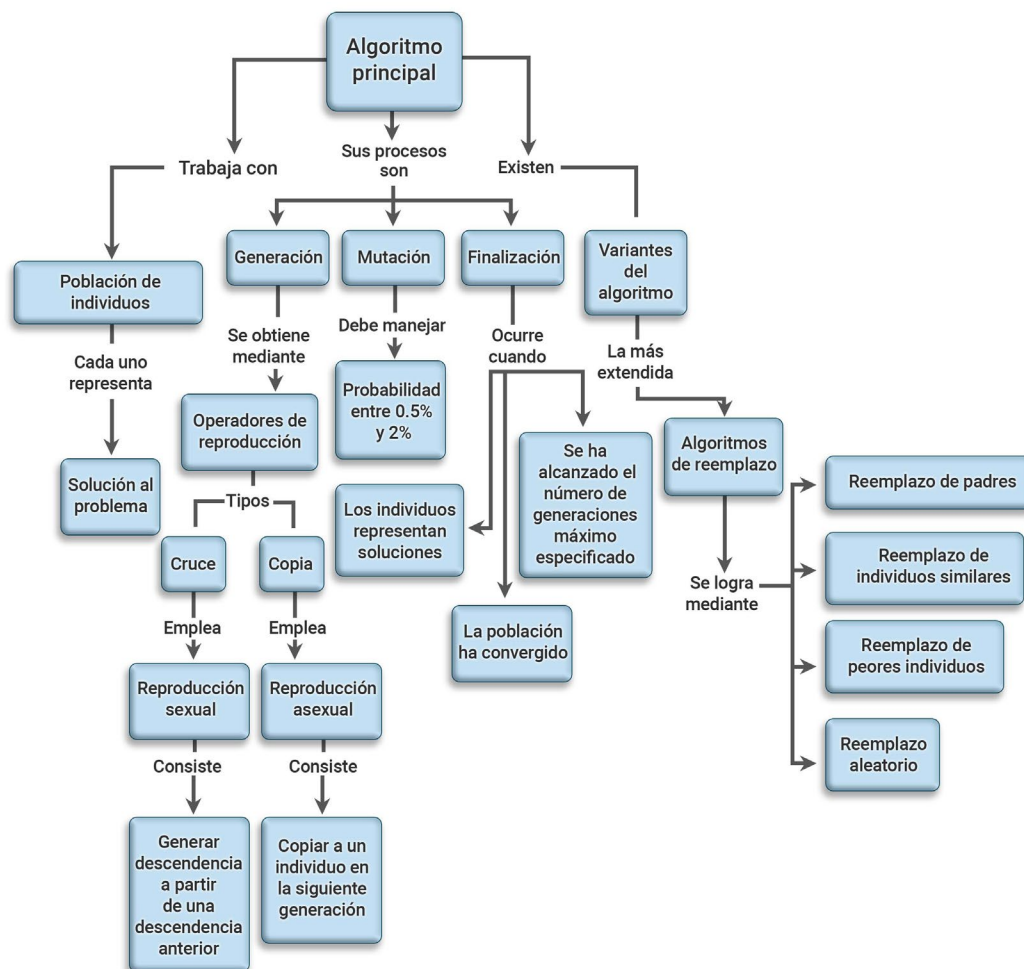 Algoritmo
principal
Trabaja con
Sus procesos
son
Existen
Generación
Mutación
Finalización
Variantes
del
algoritmo
Población de
individuos
Se obtiene
mediante
Debe manejar
Ocurre
cuando
La más
extendida
Cada uno
representa
Operadores de
reproducción
Probabilidad
entre 0.5%
y 2%
Algoritmos
de reemplazo
Se ha
alcanzado el
número de
generaciones
máximo
especificado
Solución al
problema
Tipos
Los individuos
representan
soluciones
Reemplazo de padres
Cruce
Copia
Reemplazo de
individuos similares
Se logra
mediante
Emplea
Emplea
La población
ha convergido
Reemplazo de
peores individuos
Reproducción
sexual
Reproducción
asexual
Reemplazo
aleatorio
Consiste
Consiste
Generar
descendencia
a partir
de una
descendencia
anterior
Copiar a un
individuo en
la siguiente
generación